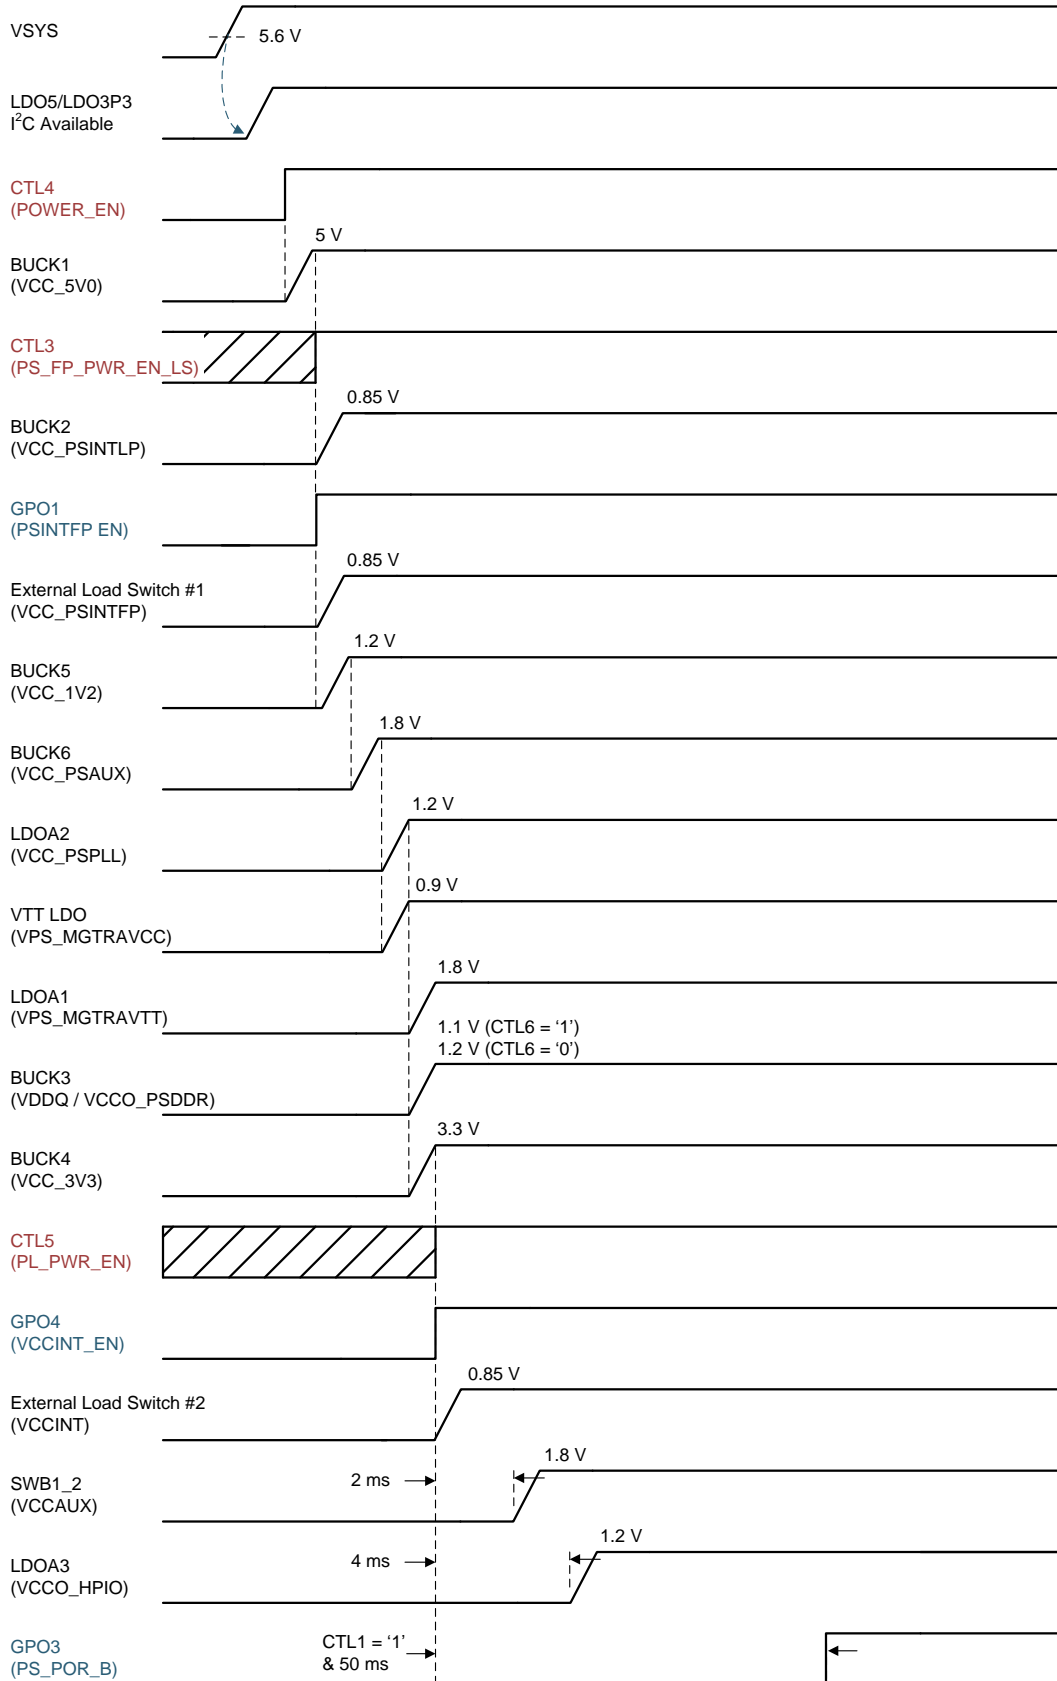 VSYS
5.6 V
LDO5/LDO3P3
I²C Available
CTL4
(POWER_EN)
5 V
BUCK1
(VCC_5V0)
CTL3
(PS_FP_PWR_EN_LS)
0.85 V
BUCK2
(VCC_PSINTLP)
GPO1
(PSINTFP EN)
0.85 V
External Load Switch #1
(VCC_PSINTFP)
1.2 V
BUCK5
(VCC_1V2)
1.8 V
BUCK6
(VCC_PSAUX)
1.2 V
LDOA2
(VCC_PSPLL)
0.9 V
VTT LDO
(VPS_MGTRAVCC)
1.8 V
LDOA1
(VPS_MGTRAVTT)
1.1 V (CTL6 = ‘1’)
1.2 V (CTL6 = ‘0’)
BUCK3
(VDDQ / VCCO_PSDDR)
3.3 V
BUCK4
(VCC_3V3)
CTL5
(PL_PWR_EN)
GPO4
(VCCINT_EN)
0.85 V
External Load Switch #2
(VCCINT)
1.8 V
2 ms
SWB1_2
(VCCAUX)
1.2 V
4 ms
LDOA3
(VCCO_HPIO)
CTL1 = ‘1’
& 50 ms
GPO3
(PS_POR_B)